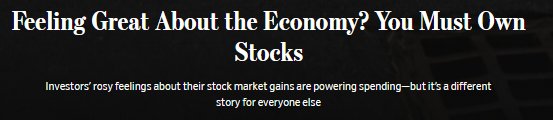 Feeling Great About the Economy? You Must Own
Stocks
Investors’ rosy feelings about their stock market gains are powering spending—but it’s a different
story for everyone else